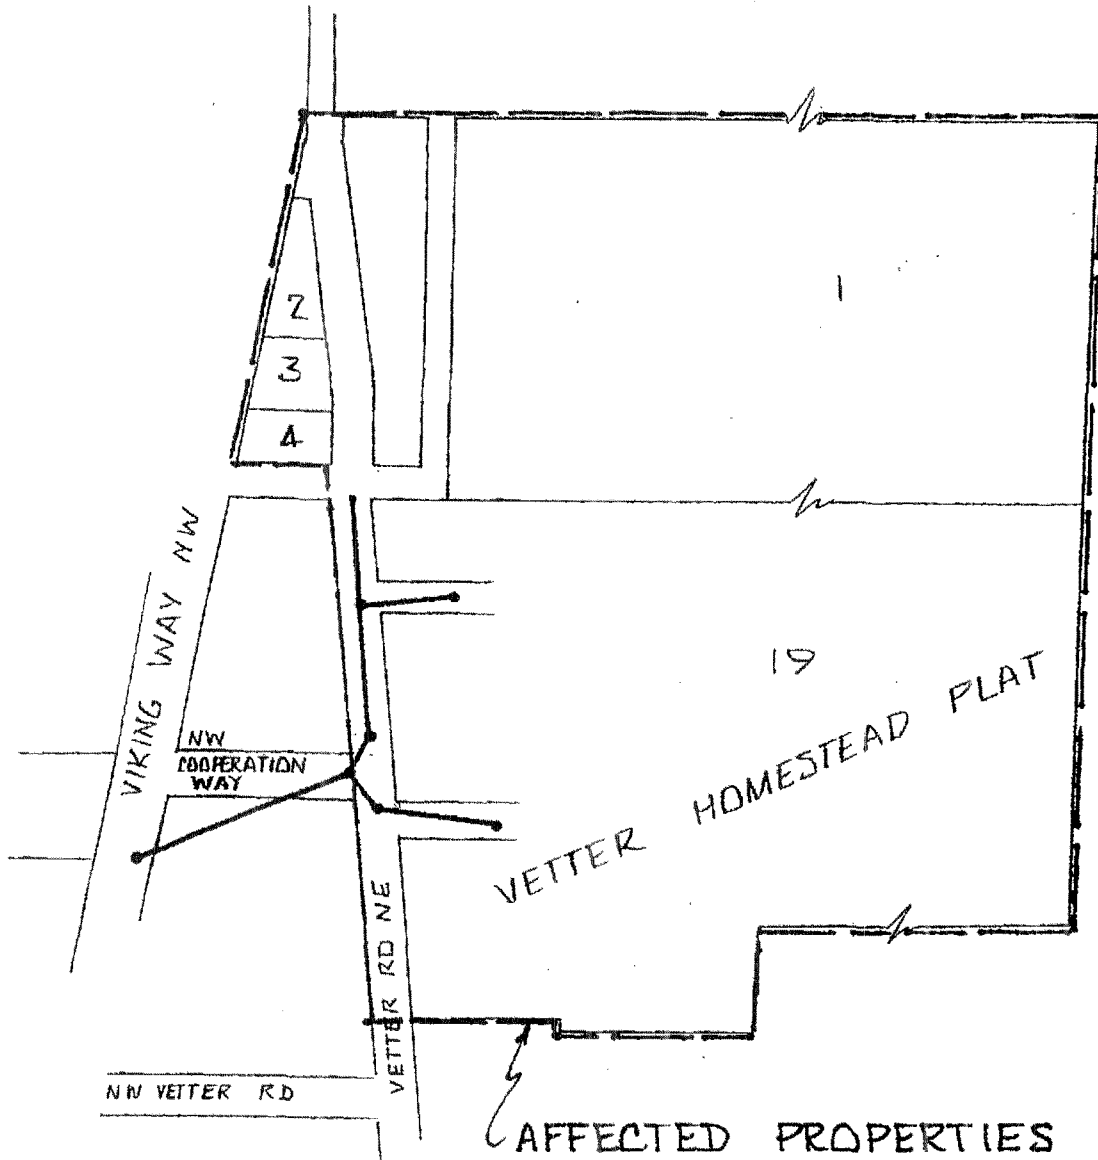 1
2
3
4
VIKING WAY NW
19
VETTER HOMESTEAD PLAT
NW
COOPERATION
WAY
VETTER RD NE
NW VETTER RD
AFFECTED PROPERTIES